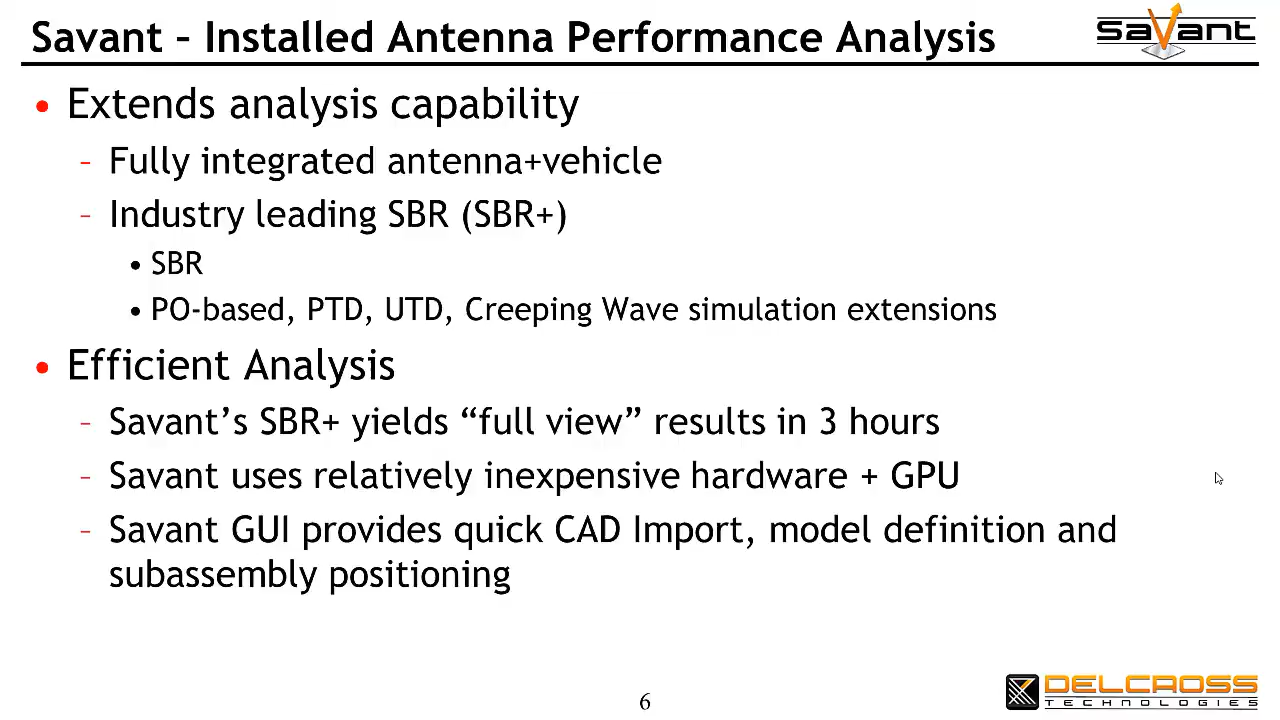 Savant – Installed Antenna Performance Analysis
SAVANT
• Extends analysis capability
– Fully integrated antenna+vehicle
– Industry leading SBR (SBR+)
• SBR
• PO-based, PTD, UTD, Creeping Wave simulation extensions
• Efficient Analysis
– Savant’s SBR+ yields “full view” results in 3 hours
– Savant uses relatively inexpensive hardware + GPU
– Savant GUI provides quick CAD Import, model definition and
subassembly positioning
6
DELCROSS
TECHNOLOGIES